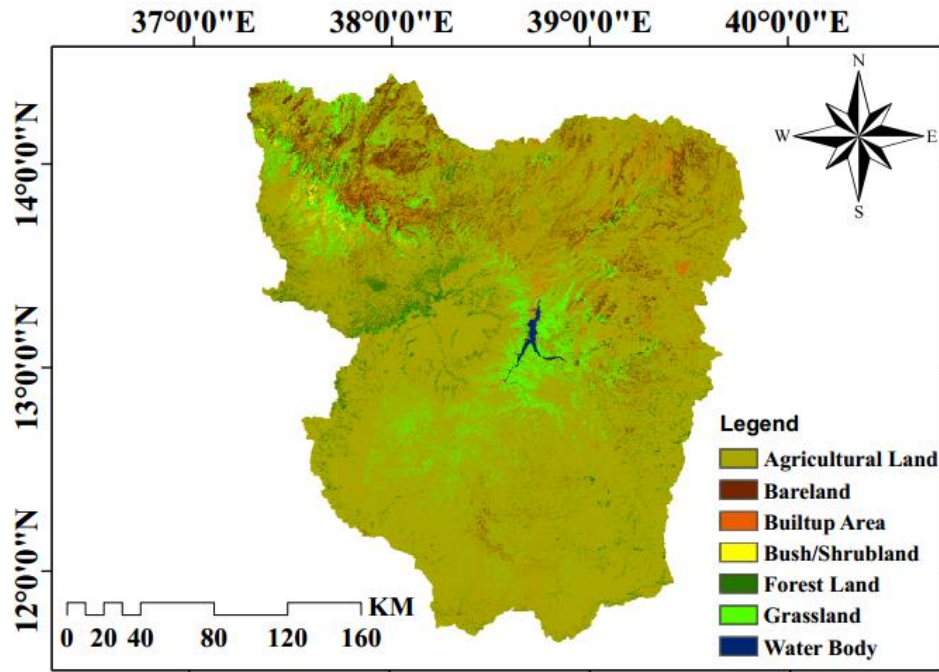 37°0'0"E 38°0'0"E 39°0'0"E 40°0'0"E
N
W E
S
14°0'0"N
13°0'0"N
12°0'0"N
Legend
Agricultural Land
Bareland
Builtup Area
Bush/Shrubland
Forest Land
Grassland
Water Body
KM
0 20 40 80 120 160